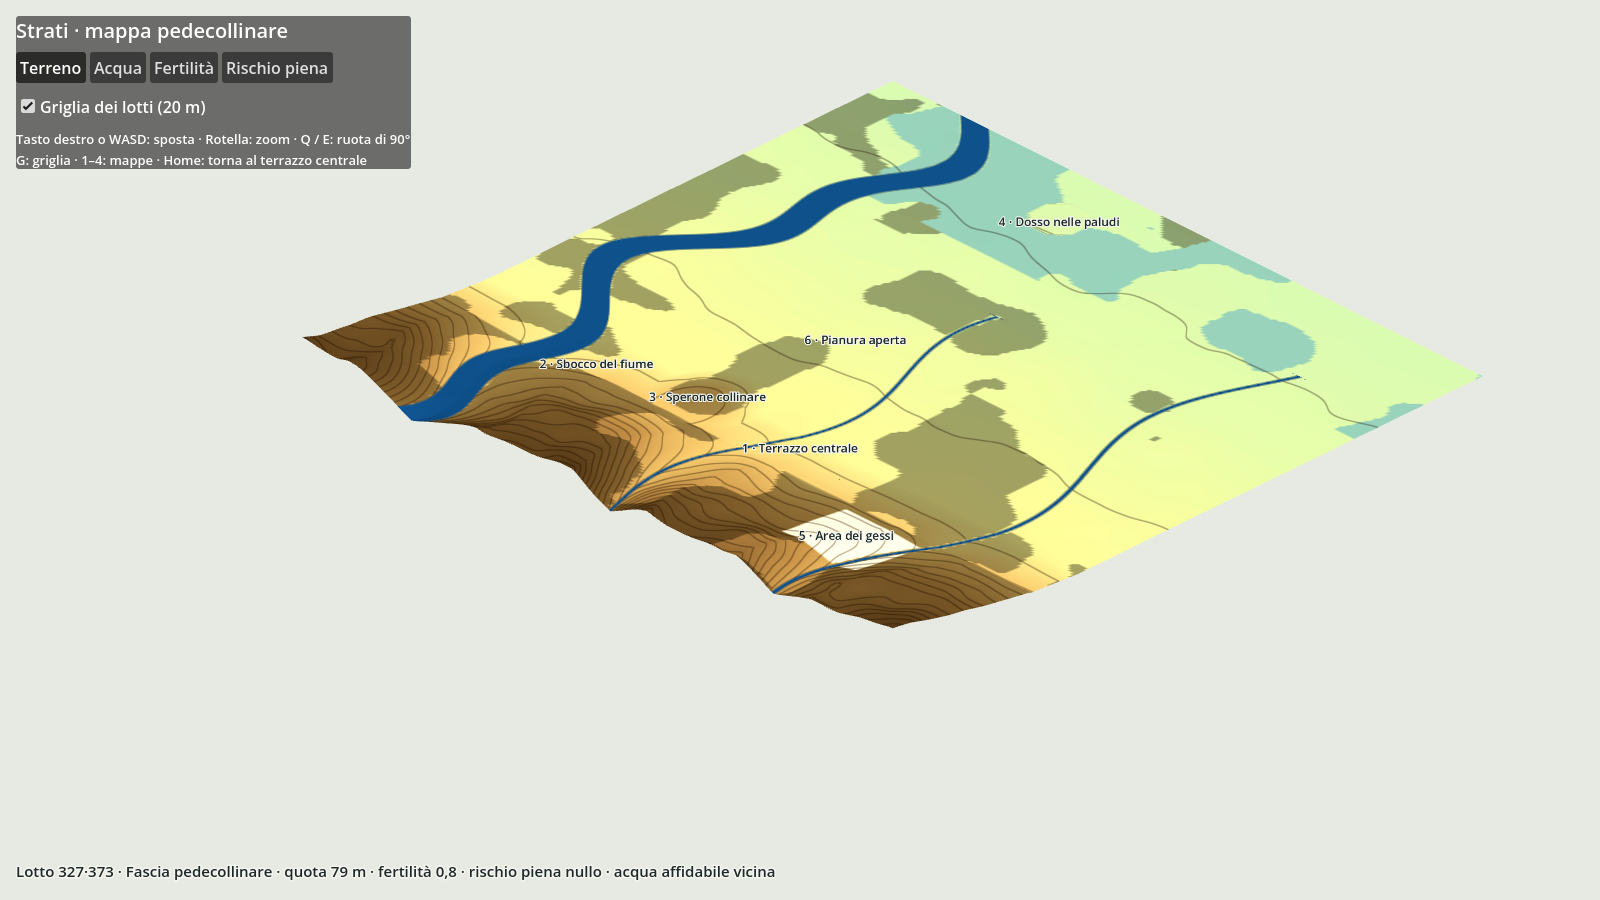 Strati · mappa pedecollinare
Terreno Acqua Fertilità Rischio piena
Griglia dei lotti (20 m)
Tasto destro o WASD: sposta · Rotella: zoom · Q / E: ruota di 90°
G: griglia · 1–4: mappe · Home: torna al terrazzo centrale
4 · Dosso nelle paludi
6 · Pianura aperta
2 · Sbocco del fiume
3 · Sperone collinare
1 · Terrazzo centrale
5 · Area dei gessi
Lotto 327·373 · Fascia pedecollinare · quota 79 m · fertilità 0,8 · rischio piena nullo · acqua affidabile vicina